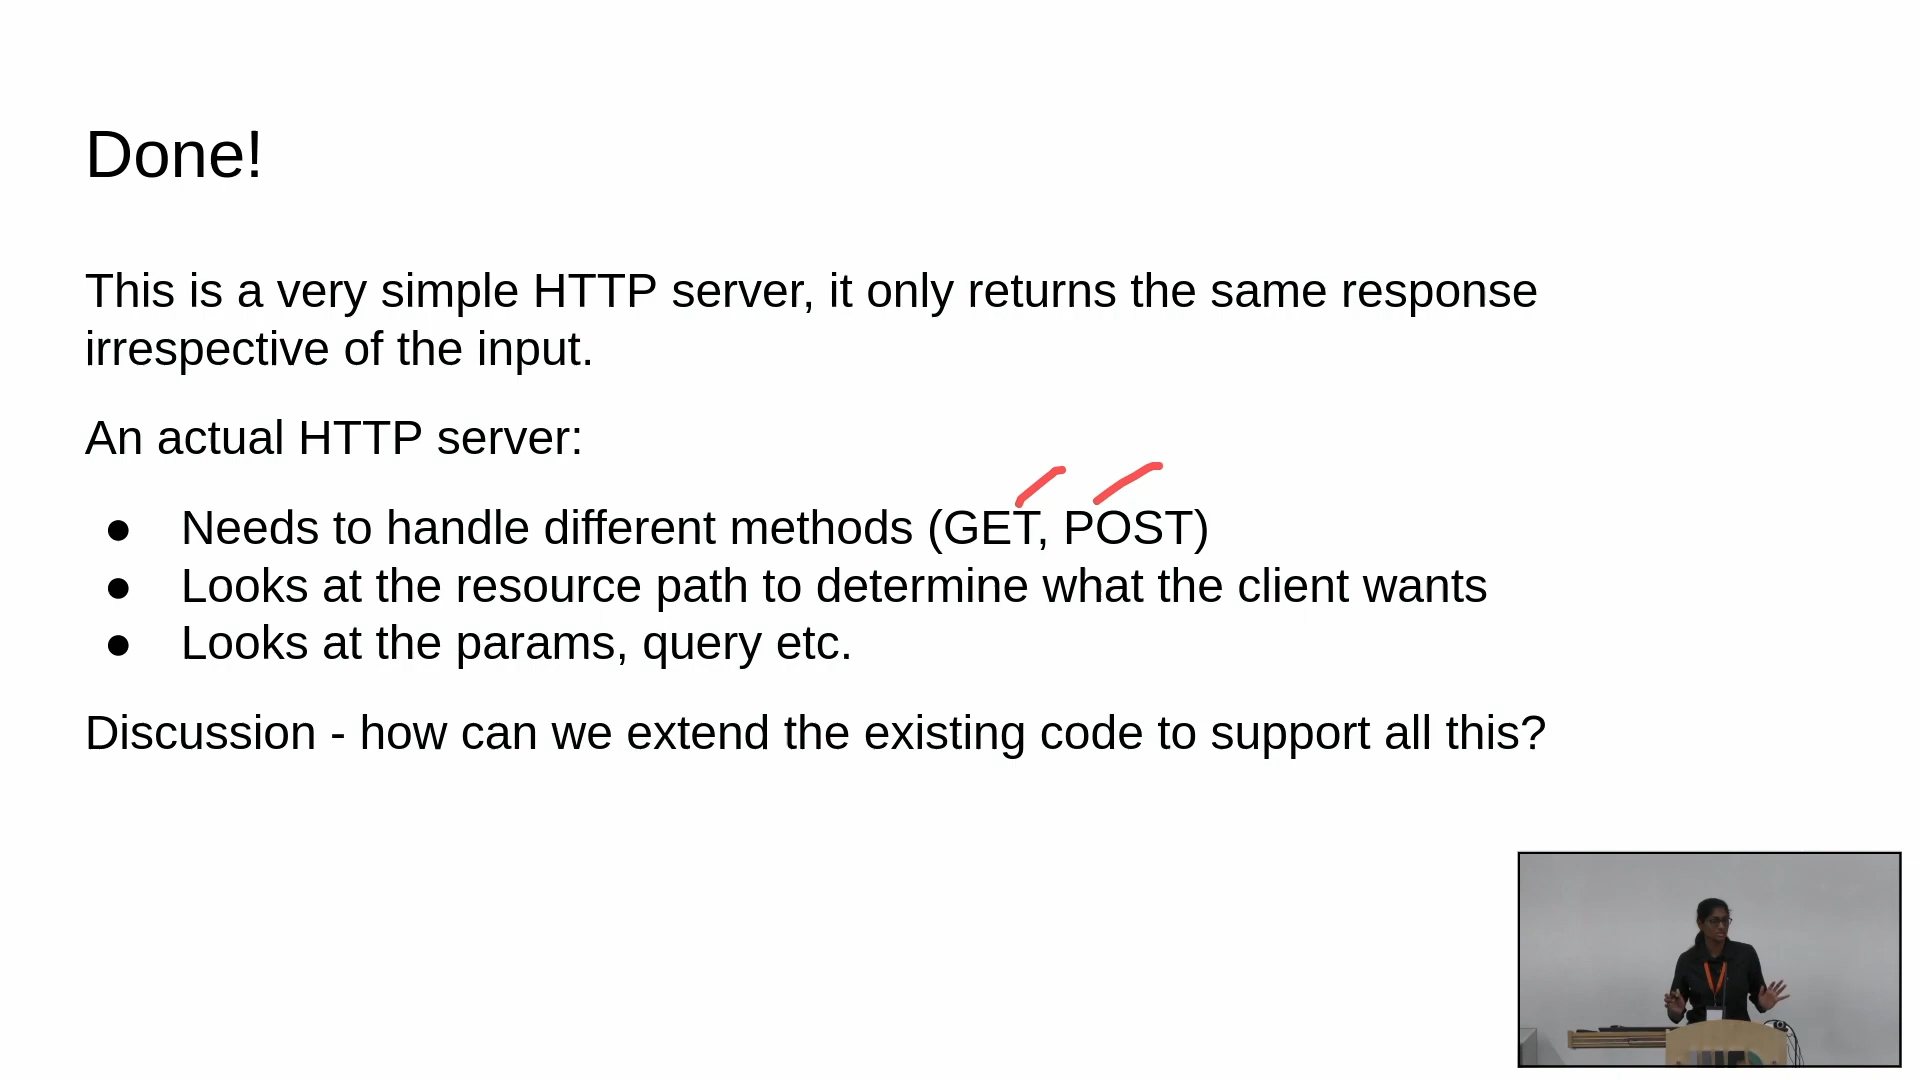 Done!
This is a very simple HTTP server, it only returns the same response
irrespective of the input.
An actual HTTP server:
● Needs to handle different methods (GET, POST)
● Looks at the resource path to determine what the client wants
● Looks at the params, query etc.
Discussion - how can we extend the existing code to support all this?